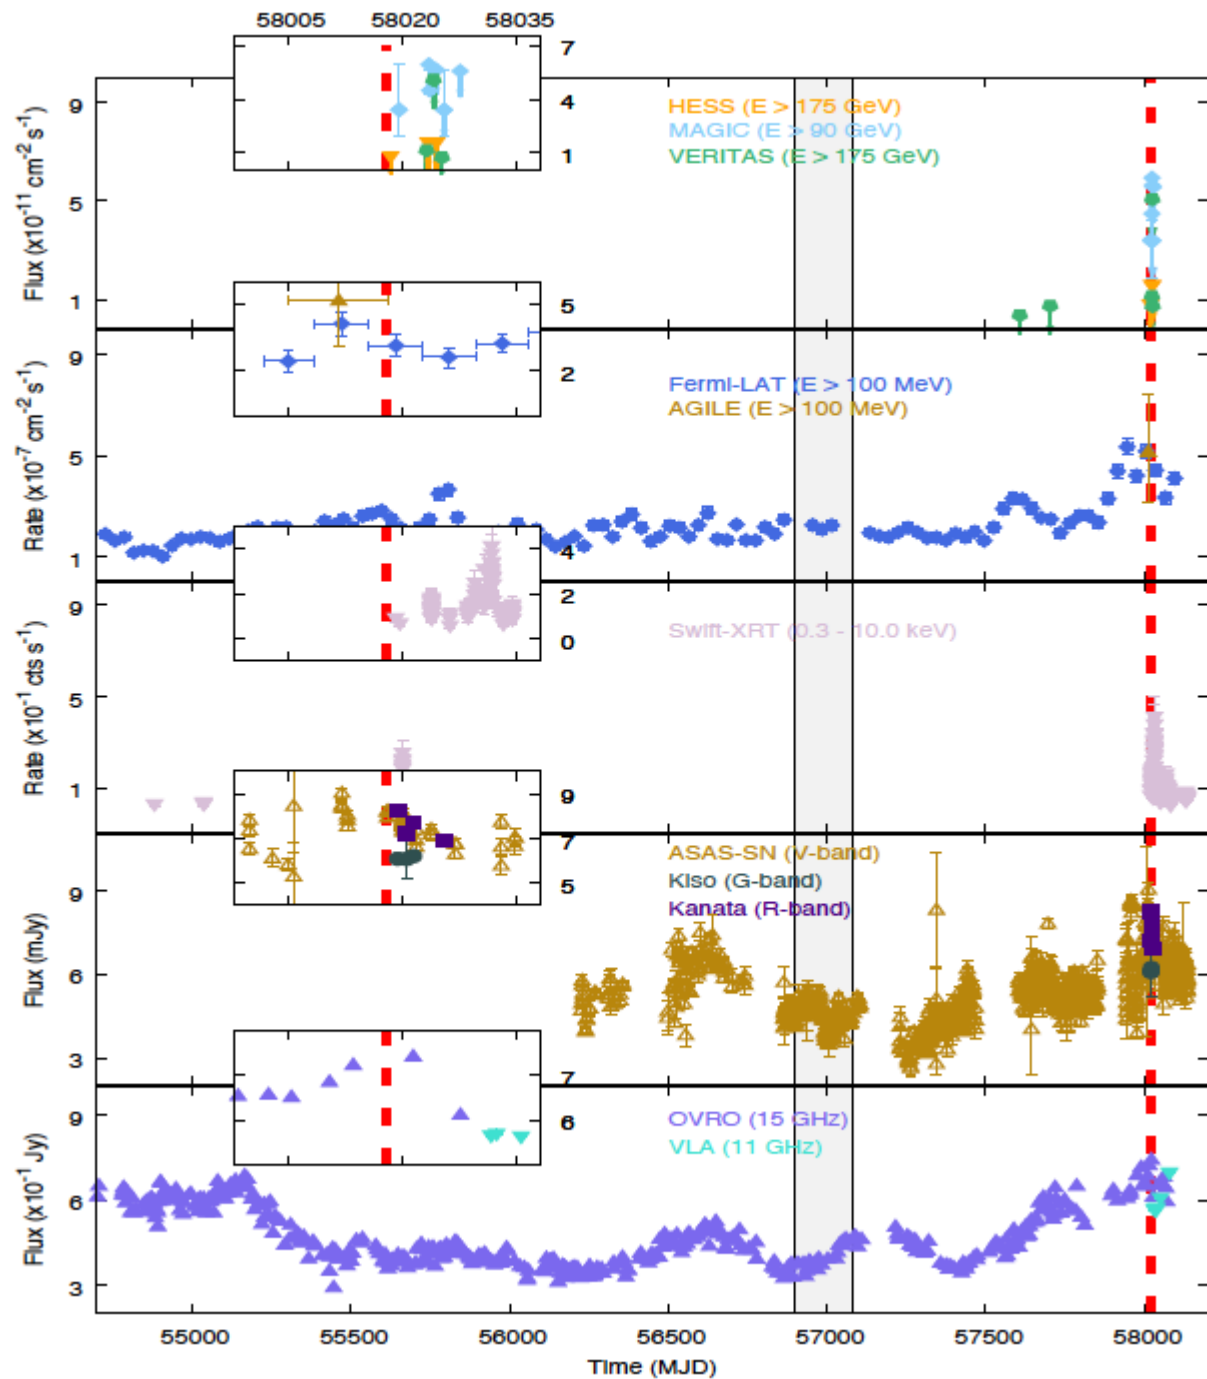 58005 58020 58035
7
4
1
9
5
1
Flux (x10-11 cm-2 s-1)
HESS (E > 175 GeV)
MAGIC (E > 90 GeV)
VERITAS (E > 175 GeV)
5
2
9
5
1
Rate (x10-7 cm-2 s-1)
Fermi-LAT (E > 100 MeV)
AGILE (E > 100 MeV)
4
2
0
9
5
1
Rate (x10-1 cts s-1)
Swift-XRT (0.3 - 10.0 keV)
9
7
5
9
6
3
Flux (mJy)
ASAS-SN (V-band)
Kiso (G-band)
Kanata (R-band)
7
6
9
6
3
Flux (x10-1 Jy)
OVRO (15 GHz)
VLA (11 GHz)
55000 55500 56000 56500 57000 57500 58000
Time (MJD)